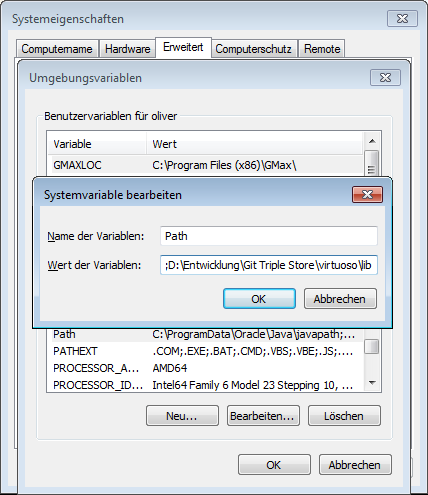 Systemeigenschaften
Computername Hardware Erweitert Computerschutz Remote
Umgebungsvariablen
Benutzervariablen für oliver
Variable Wert
GMAXLOC C:\Program Files (x86)\GMax\
Systemvariable bearbeiten
Name der Variablen: Path
Wert der Variablen: ;D:\Entwicklung\Git Triple Store\virtuoso\lib
OK Abbrechen
Path C:\ProgramData\Oracle\Java\javapath;...
PATHEXT .COM;.EXE;.BAT;.CMD;.VBS;.VBE;.JS;....
PROCESSOR_A... AMD64
PROCESSOR_ID... Intel64 Family 6 Model 23 Stepping 10, ...
Neu... Bearbeiten... Löschen
OK Abbrechen